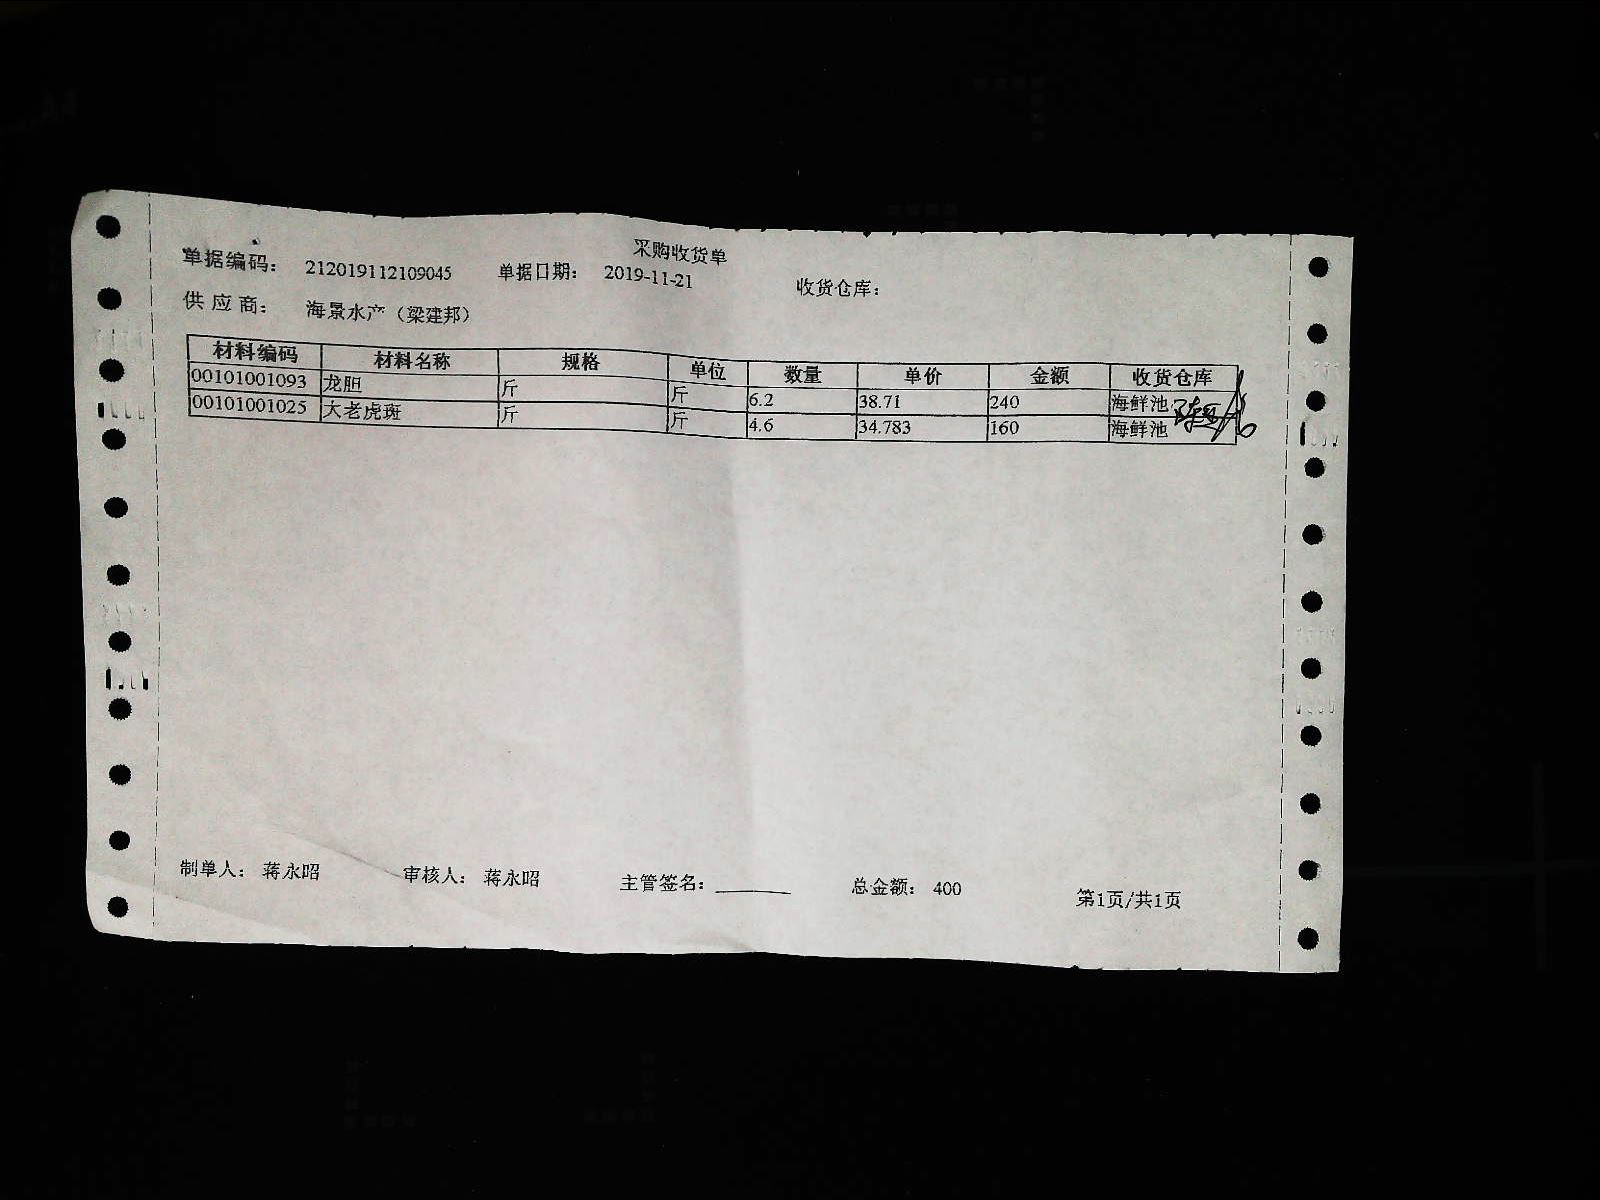 采购收货单
单据编码: 212019112109045 单据日期: 2019-11-21 收货仓库:
供应商: 海景水产（梁建邦）
材料编码 材料名称 规格 单位 数量 单价 金额 收货仓库
00101001093 龙胆 斤 斤 6.2 38.71 240 海鲜池
00101001025 大老虎斑 斤 斤 4.6 34.783 160 海鲜池
制单人: 蒋永昭 审核人: 蒋永昭 主管签名: 总金额: 400 第1页/共1页